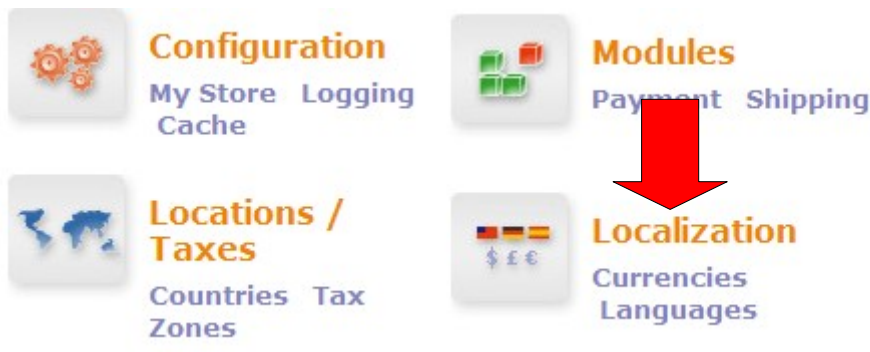 Configuration
My Store Logging
Cache
Modules
Payment Shipping
Locations /
Taxes
Countries Tax
Zones
Localization
$ £ €
Currencies
Languages